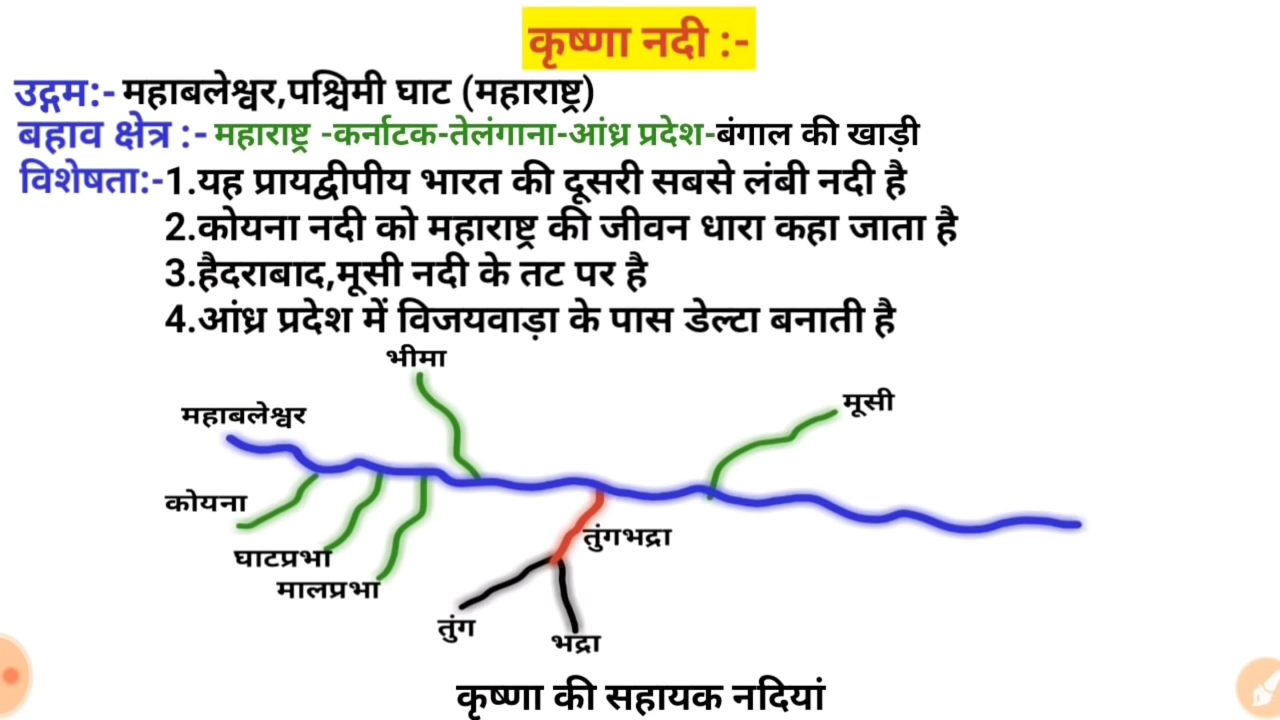 कृष्णा नदी :-
उद्गम:- महाबलेश्वर,पश्चिमी घाट (महाराष्ट्र)
बहाव क्षेत्र :- महाराष्ट्र -कर्नाटक-तेलंगाना-आंध्र प्रदेश-बंगाल की खाड़ी
विशेषता:-1.यह प्रायद्वीपीय भारत की दूसरी सबसे लंबी नदी है
2.कोयना नदी को महाराष्ट्र की जीवन धारा कहा जाता है
3.हैदराबाद,मूसी नदी के तट पर है
4.आंध्र प्रदेश में विजयवाड़ा के पास डेल्टा बनाती है
भीमा
मूसी
महाबलेश्वर
कोयना
तुंगभद्रा
घाटप्रभा
मालप्रभा
तुंग
भद्रा
कृष्णा की सहायक नदियां